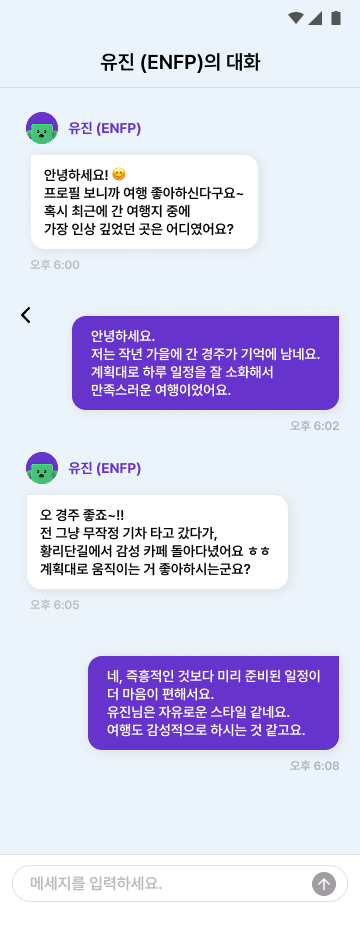 유진 (ENFP)의 대화
유진 (ENFP)
안녕하세요! 😊
프로필 보니까 여행 좋아하신다구요~
혹시 최근에 간 여행지 중에
가장 인상 깊었던 곳은 어디였어요?
오후 6:00
안녕하세요.
저는 작년 가을에 간 경주가 기억에 남네요.
계획대로 하루 일정을 잘 소화해서
만족스러운 여행이었어요.
오후 6:02
유진 (ENFP)
오 경주 좋죠~!!
전 그냥 무작정 기차 타고 갔다가,
황리단길에서 감성 카페 돌아다녔어요 ㅎㅎ
계획대로 움직이는 거 좋아하시는군요?
오후 6:05
네, 즉흥적인 것보다 미리 준비된 일정이
더 마음이 편해서요.
유진님은 자유로운 스타일 같네요.
여행도 감성적으로 하시는 것 같고요.
오후 6:08
메세지를 입력하세요.